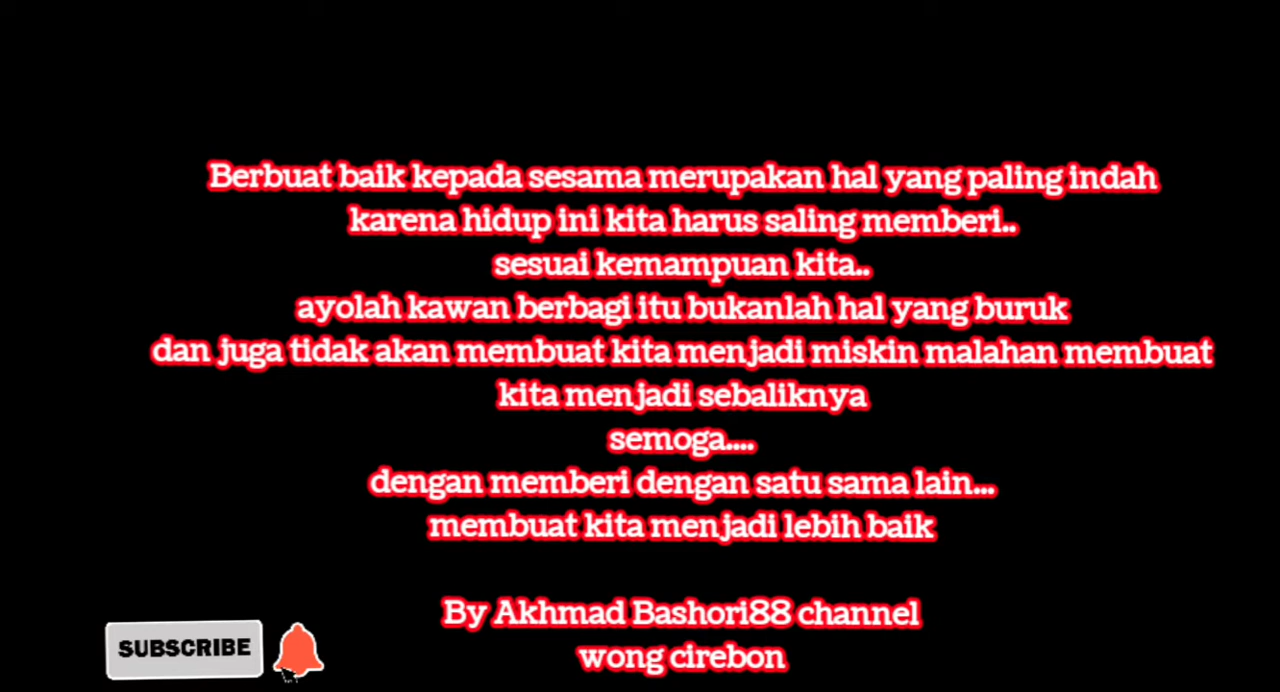 Berbuat baik kepada sesama merupakan hal yang paling indah
karena hidup ini kita harus saling memberi..
sesuai kemampuan kita..
ayolah kawan berbagi itu bukanlah hal yang buruk
dan juga tidak akan membuat kita menjadi miskin malahan membuat
kita menjadi sebaliknya
semoga....
dengan memberi dengan satu sama lain...
membuat kita menjadi lebih baik
By Akhmad Bashori88 channel
wong cirebon
SUBSCRIBE